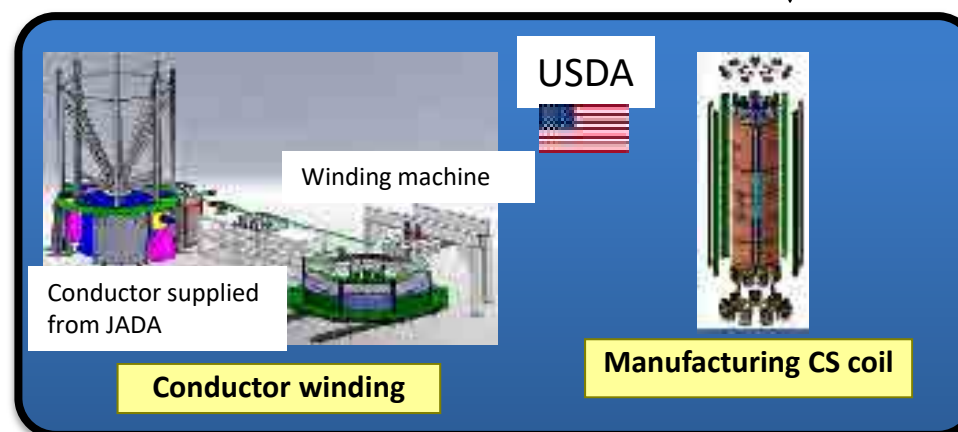 USDA
Winding machine
Conductor supplied
from JADA
Conductor winding
Manufacturing CS coil